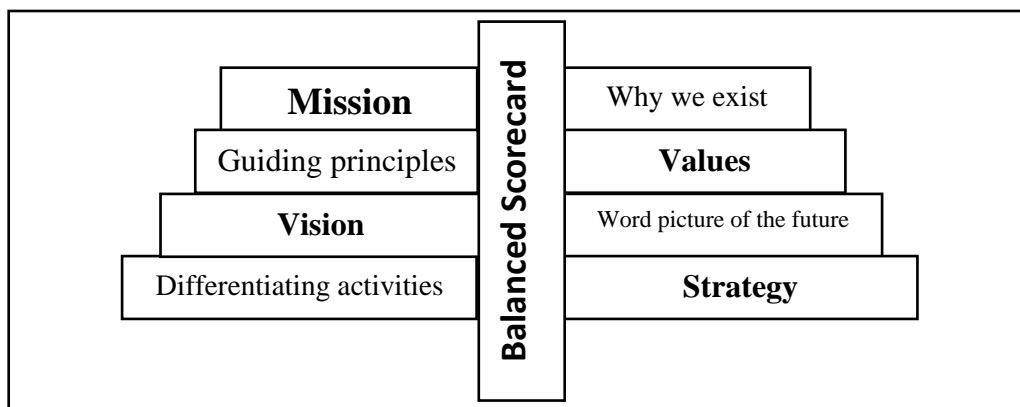 Balanced Scorecard
Mission
Why we exist
Guiding principles
Values
Vision
Word picture of the future
Differentiating activities
Strategy